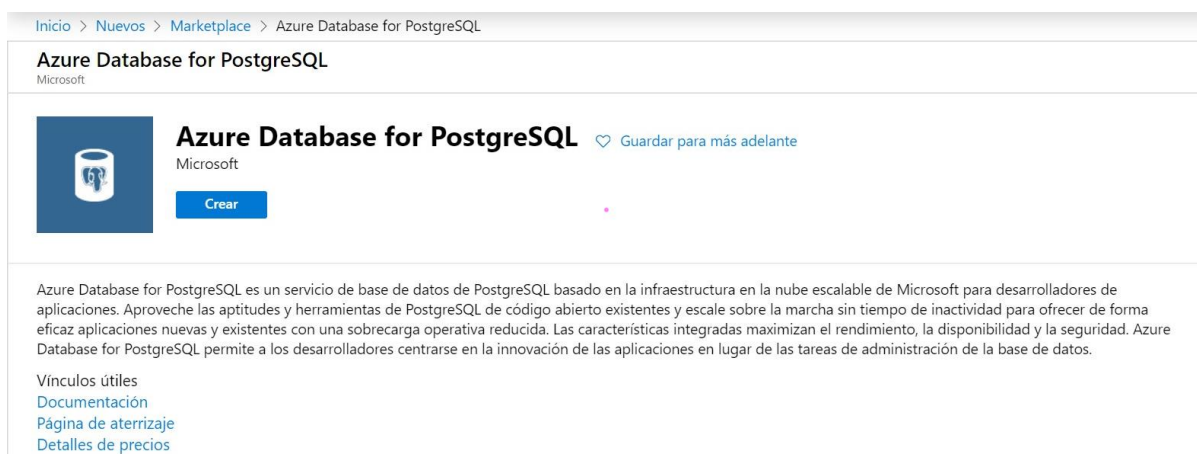 Inicio > Nuevos > Marketplace > Azure Database for PostgreSQL
Azure Database for PostgreSQL
Microsoft
Azure Database for PostgreSQL
Guardar para más adelante
Microsoft
Crear
Azure Database for PostgreSQL es un servicio de base de datos de PostgreSQL basado en la infraestructura en la nube escalable de Microsoft para desarrolladores de
aplicaciones. Aproveche las aptitudes y herramientas de PostgreSQL de código abierto existentes y escale sobre la marcha sin tiempo de inactividad para ofrecer de forma
eficaz aplicaciones nuevas y existentes con una sobrecarga operativa reducida. Las características integradas maximizan el rendimiento, la disponibilidad y la seguridad. Azure
Database for PostgreSQL permite a los desarrolladores centrarse en la innovación de las aplicaciones en lugar de las tareas de administración de la base de datos.
Vínculos útiles
Documentación
Página de aterrizaje
Detalles de precios